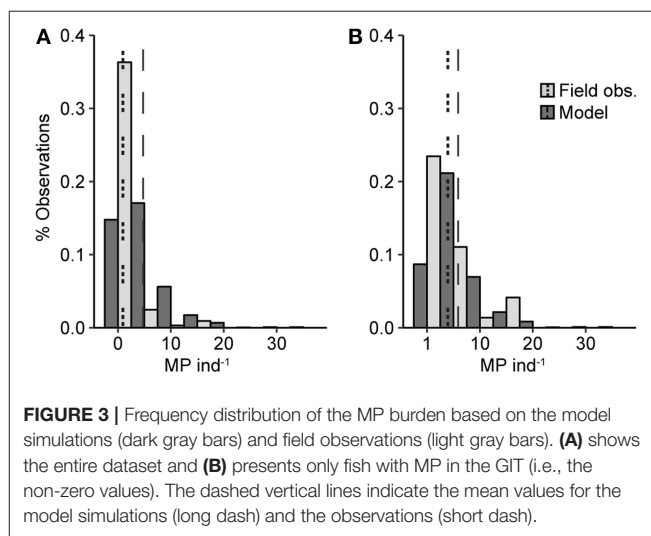 A
B
0.4
0.4
% Observations
0.3
0.3
Field obs.
Model
0.2
0.2
0.1
0.1
0.0
0.0
0 10 20 30
1 10 20 30
MP ind-1
MP ind-1
FIGURE 3 | Frequency distribution of the MP burden based on the model
simulations (dark gray bars) and field observations (light gray bars). (A) shows
the entire dataset and (B) presents only fish with MP in the GIT (i.e., the
non-zero values). The dashed vertical lines indicate the mean values for the
model simulations (long dash) and the observations (short dash).